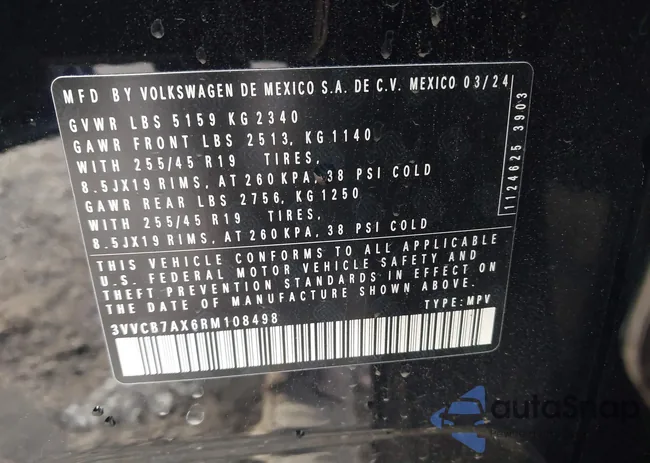 MFD BY VOLKSWAGEN DE MEXICO S.A. DE C.V. MEXICO 03/24
GVWR LBS 5159 KG 2340
GAWR FRONT LBS 2513, KG 1140
WITH 255/45 R19 TIRES,
8.5JX19 RIMS, AT 260 KPA, 38 PSI COLD
GAWR REAR LBS 2756, KG 1250
WITH 255/45 R19 TIRES,
8.5JX19 RIMS, AT 260 KPA, 38 PSI COLD
THIS VEHICLE CONFORMS TO ALL APPLICABLE
U.S. FEDERAL MOTOR VEHICLE SAFETY AND
THEFT PREVENTION STANDARDS IN EFFECT ON
THE DATE OF MANUFACTURE SHOWN ABOVE.
3VVCB7AX6RM108498 TYPE: MPV
1124625 3903
autoSnap